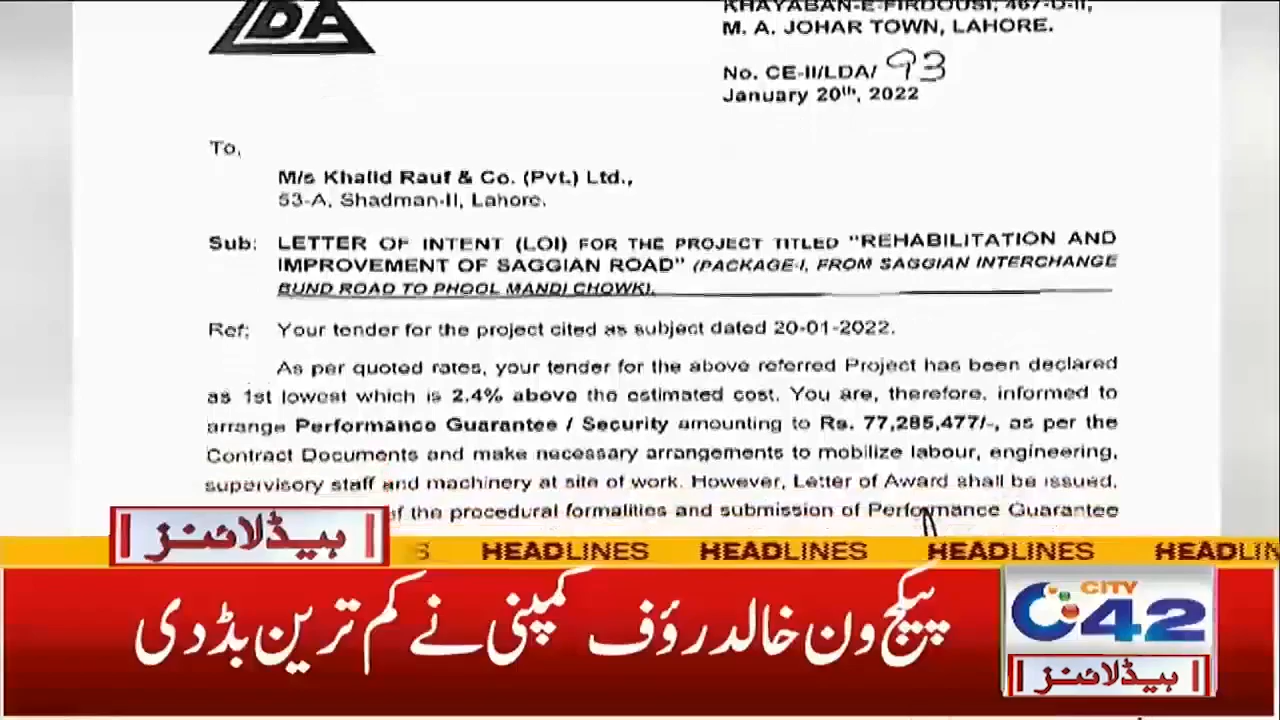 LDA
KHAYABAN-E-FIRDOUSI, 467-D-II,
M. A. JOHAR TOWN, LAHORE.
No. CE-II/LDA/ 93
January 20th, 2022
To,
M/s Khalid Rauf & Co. (Pvt.) Ltd.,
53-A, Shadman-II, Lahore.
Sub: LETTER OF INTENT (LOI) FOR THE PROJECT TITLED "REHABILITATION AND
IMPROVEMENT OF SAGGIAN ROAD" (PACKAGE-I, FROM SAGGIAN INTERCHANGE
BUND ROAD TO PHOOL MANDI CHOWK).
Ref: Your tender for the project cited as subject dated 20-01-2022.
As per quoted rates, your tender for the above referred Project has been declared
as 1st lowest which is 2.4% above the estimated cost. You are, therefore, informed to
arrange Performance Guarantee / Security amounting to Rs. 77,285,477/-, as per the
Contract Documents and make necessary arrangements to mobilize labour, engineering,
supervisory staff and machinery at site of work. However, Letter of Award shall be issued,
of the procedural formalities and submission of Performance Guarantee
ہیڈلائنز
S HEADLINES HEADLINES HEADLINES HEADLIN
پیکج ون خالد رؤف کمپنی نے کم ترین بڈ دی
CITY
42
ہیڈلائنز